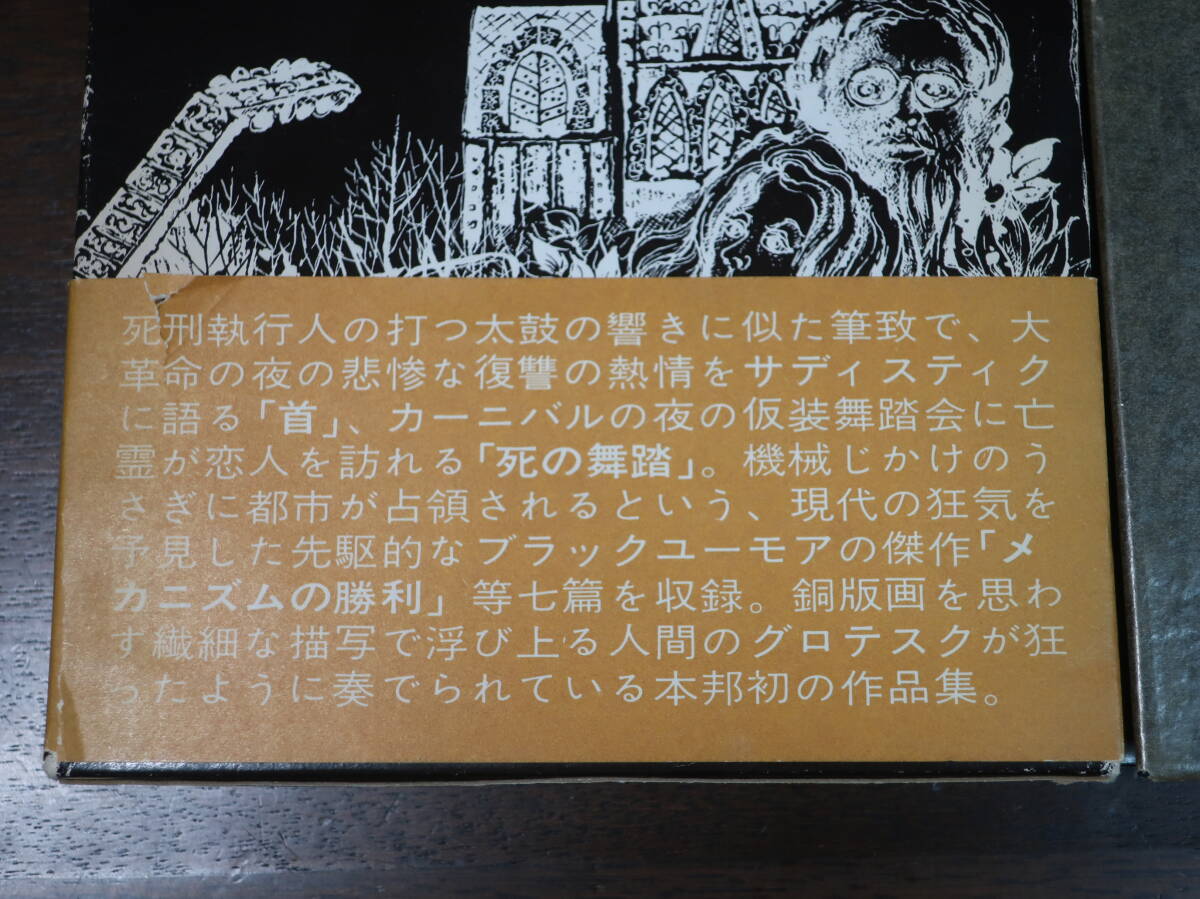 死刑執行人の打つ太鼓の響きに似た筆致で、大
革命の夜の悲惨な復讐の熱情をサディスティク
に語る「首」、カーニバルの夜の仮装舞踏会に亡
霊が恋人を訪れる「死の舞踏」。機械じかけのう
さぎに都市が占領されるという、現代の狂気を
予見した先駆的なブラックユーモアの傑作「メ
カニズムの勝利」等七篇を収録。銅版画を思わ
す繊細な描写で浮び上る人間のグロテスクが狂
ったように奏でられている本邦初の作品集。